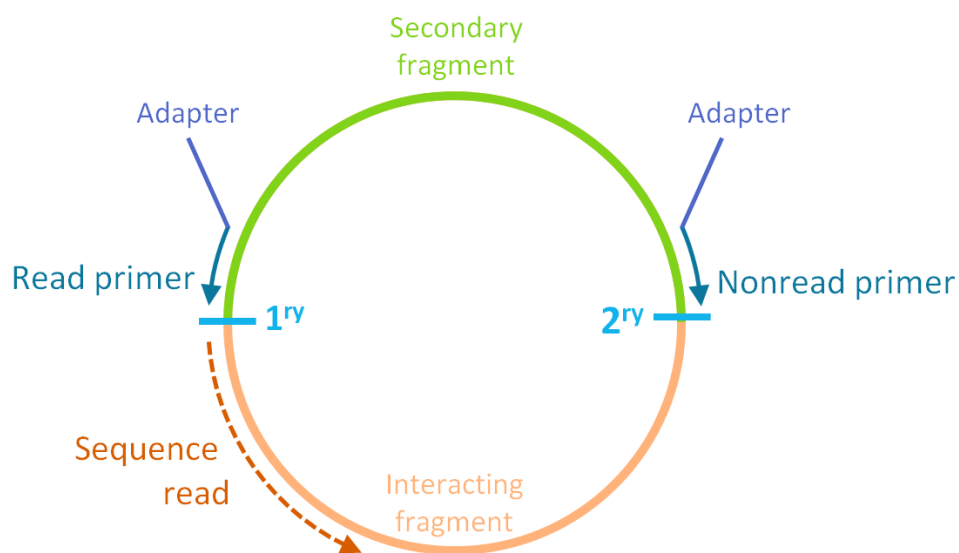 Secondary
fragment
Adapter
Adapter
Read primer
Nonread primer
1ry
2ry
Sequence
read
Interacting
fragment